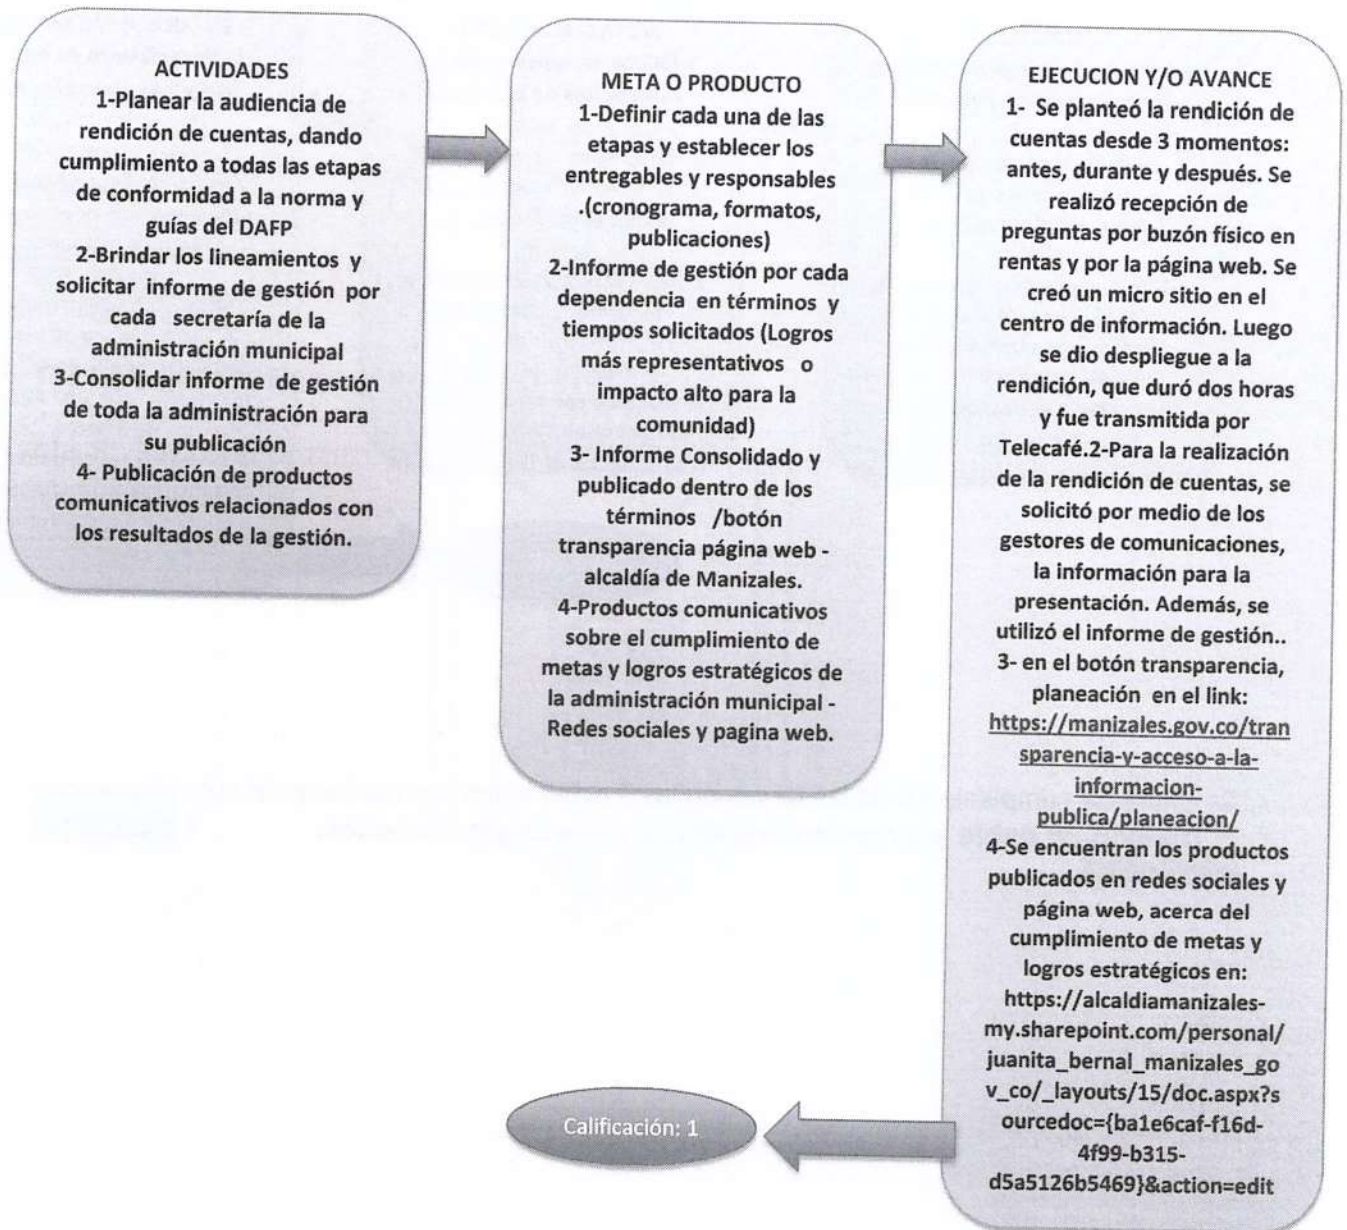 ACTIVIDADES
1-Planear la audiencia de
rendición de cuentas, dando
cumplimiento a todas las etapas
de conformidad a la norma y
guías del DAFP
2-Brindar los lineamientos y
solicitar informe de gestión por
cada secretaría de la
administración municipal
3-Consolidar informe de gestión
de toda la administración para
su publicación
4- Publicación de productos
comunicativos relacionados con
los resultados de la gestión.
META O PRODUCTO
1-Definir cada una de las
etapas y establecer los
entregables y responsables
.(cronograma, formatos,
publicaciones)
2-Informe de gestión por cada
dependencia en términos y
tiempos solicitados (Logros
más representativos o
impacto alto para la
comunidad)
3- Informe Consolidado y
publicado dentro de los
términos /botón
transparencia página web -
alcaldía de Manizales.
4-Productos comunicativos
sobre el cumplimiento de
metas y logros estratégicos de
la administración municipal -
Redes sociales y pagina web.
EJECUCION Y/O AVANCE
1- Se planteó la rendición de
cuentas desde 3 momentos:
antes, durante y después. Se
realizó recepción de
preguntas por buzón físico en
rentas y por la página web. Se
creó un micro sitio en el
centro de información. Luego
se dio despliegue a la
rendición, que duró dos horas
y fue transmitida por
Telecafé.2-Para la realización
de la rendición de cuentas, se
solicitó por medio de los
gestores de comunicaciones,
la información para la
presentación. Además, se
utilizó el informe de gestión..
3- en el botón transparencia,
planeación en el link:
https://manizales.gov.co/tran
sparencia-y-acceso-a-la-
informacion-
publica/planeacion/
4-Se encuentran los productos
publicados en redes sociales y
página web, acerca del
cumplimiento de metas y
logros estratégicos en:
https://alcaldiamanizales-
my.sharepoint.com/personal/
juanita_bernal_manizales_go
v_co/_layouts/15/doc.aspx?s
ourcedoc={ba1e6caf-f16d-
4f99-b315-
d5a5126b5469}&action=edit
Calificación: 1